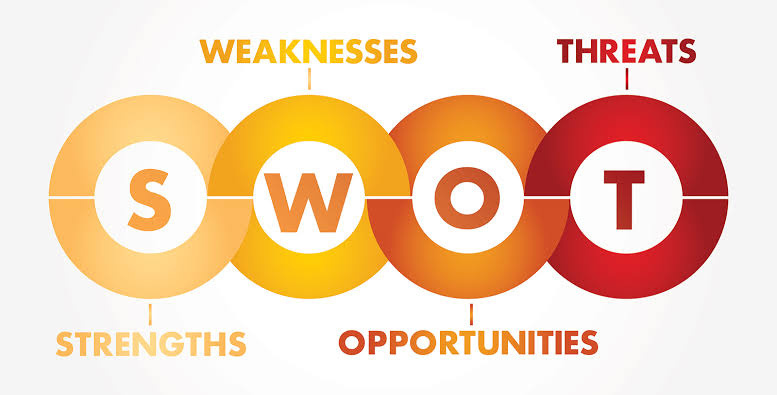 WEAKNESSES
THREATS
S
W
O
T
STRENGTHS
OPPORTUNITIES